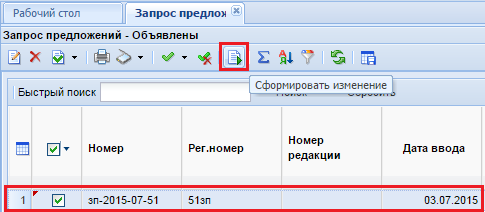 Рабочий стол Запрос предлож
Запрос предложений - Объявлены
Сформировать изменение
Быстрый поиск
Номер Рег.номер Номер редакции Дата ввода
1 зп-2015-07-51 51зп 03.07.2015